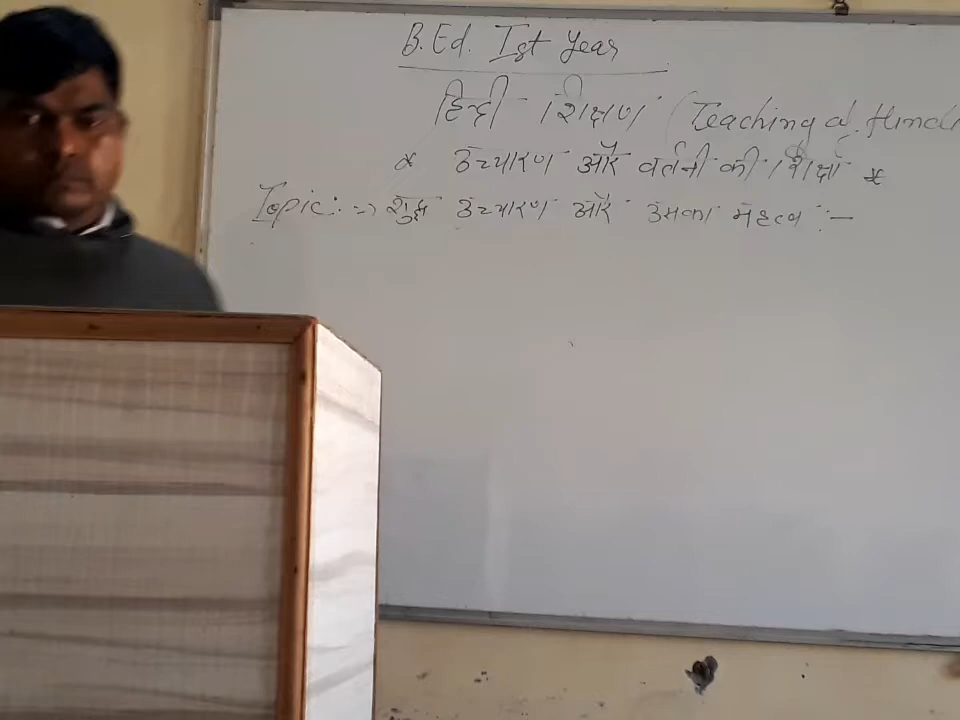 B.Ed. Ist Year
हिन्दी शिक्षण (Teaching of Hindi
* उच्चारण और वर्तनी की शिक्षा *
Topic :-> शुद्ध उच्चारण और उसका महत्व :-